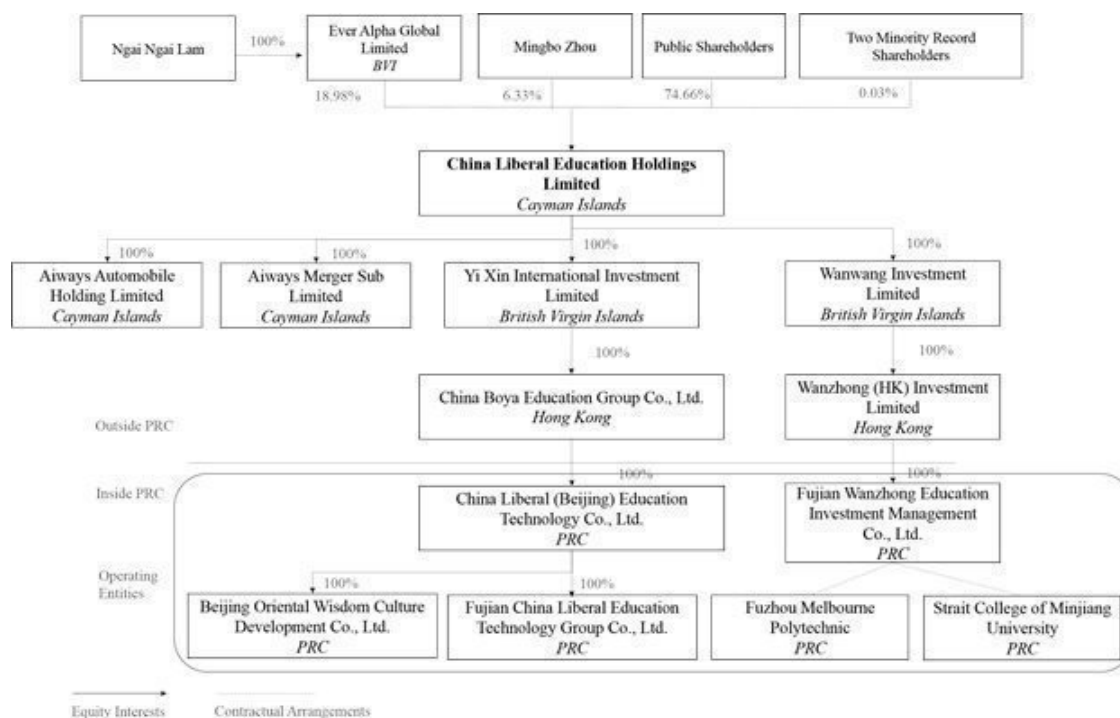 Ngai Ngai Lam
100%
Ever Alpha Global
Limited
BVI
Mingbo Zhou
Public Shareholders
Two Minority Record
Shareholders
18.98%
6.33%
74.66%
0.03%
China Liberal Education Holdings
Limited
Cayman Islands
100%
100%
100%
100%
Aiways Automobile
Holding Limited
Cayman Islands
Aiways Merger Sub
Limited
Cayman Islands
Yi Xin International Investment
Limited
British Virgin Islands
Wanwang Investment
Limited
British Virgin Islands
100%
100%
China Boya Education Group Co., Ltd.
Hong Kong
Wanzhong (HK) Investment
Limited
Hong Kong
Outside PRC
100%
100%
Inside PRC
China Liberal (Beijing) Education
Technology Co., Ltd.
PRC
Fujian Wanzhong Education
Investment Management
Co., Ltd.
PRC
Operating
Entities
100%
100%
Beijing Oriental Wisdom Culture
Development Co., Ltd.
PRC
Fujian China Liberal Education
Technology Group Co., Ltd.
PRC
Fuzhou Melbourne
Polytechnic
PRC
Strait College of Minjiang
University
PRC
Equity Interests
Contractual Arrangements